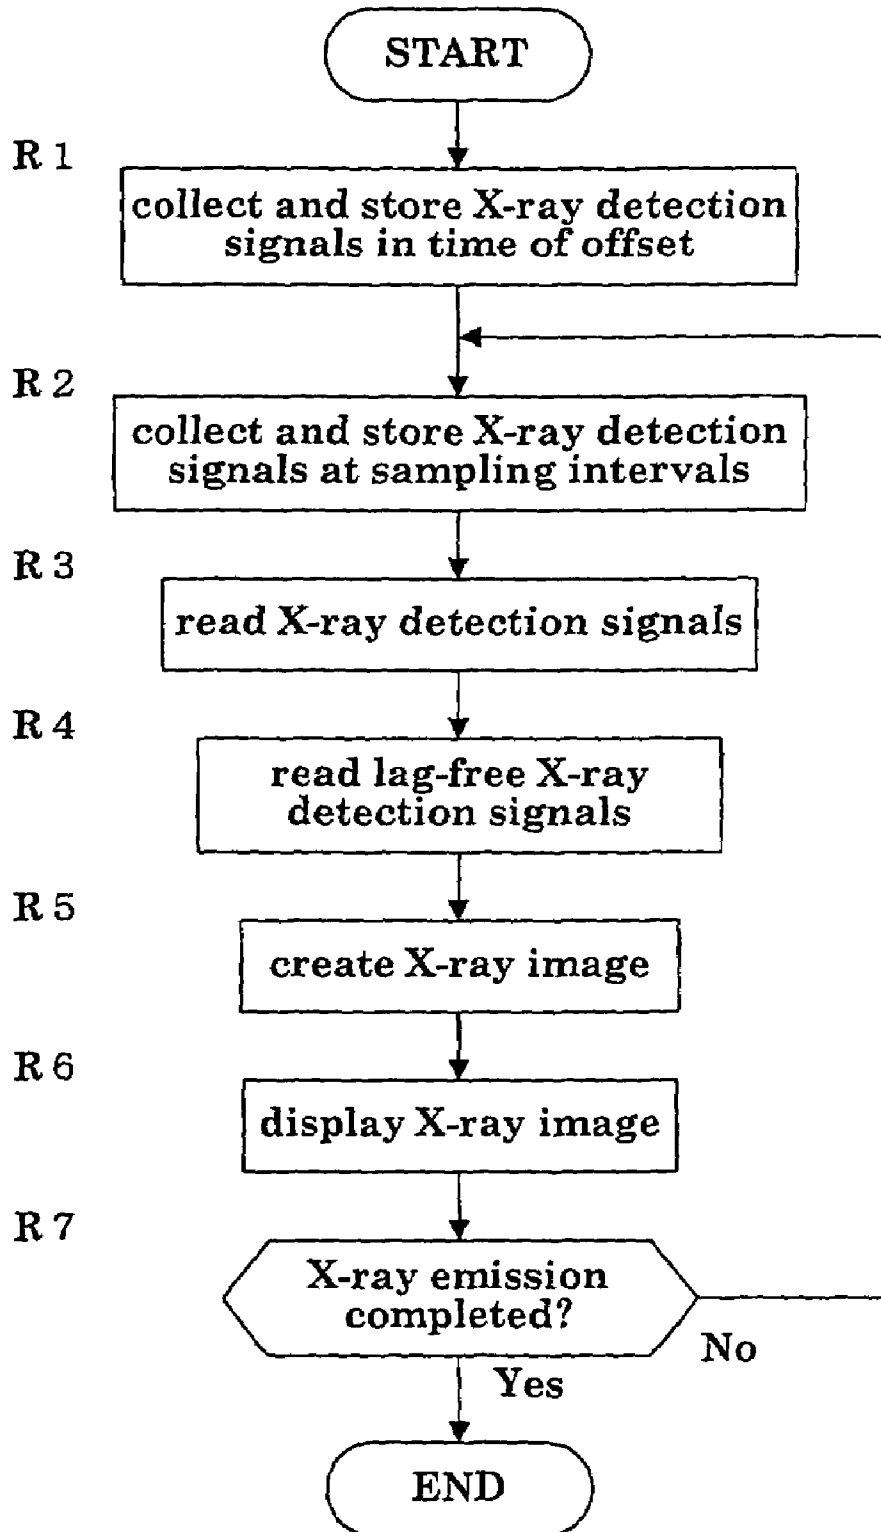 START
R 1
collect and store X-ray detection
signals in time of offset
R 2
collect and store X-ray detection
signals at sampling intervals
R 3
read X-ray detection signals
R 4
read lag-free X-ray
detection signals
R 5
create X-ray image
R 6
display X-ray image
R 7
X-ray emission
completed?
No
Yes
END